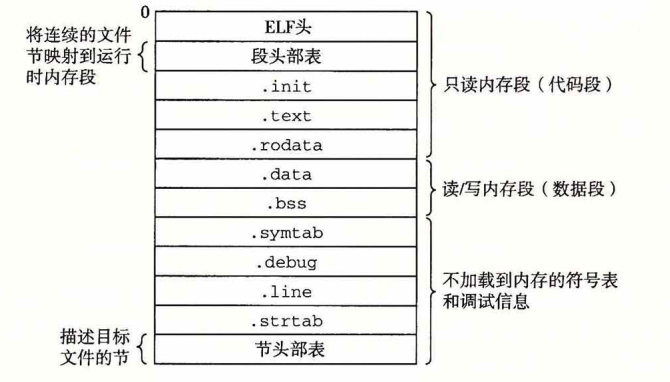 0
ELF头
将连续的文件
节映射到运行
时内存段
段头部表
.init
.text
.rodata
只读内存段（代码段）
.data
.bss
读/写内存段（数据段）
.symtab
.debug
.line
.strtab
不加载到内存的符号表
和调试信息
描述目标
文件的节
节头部表